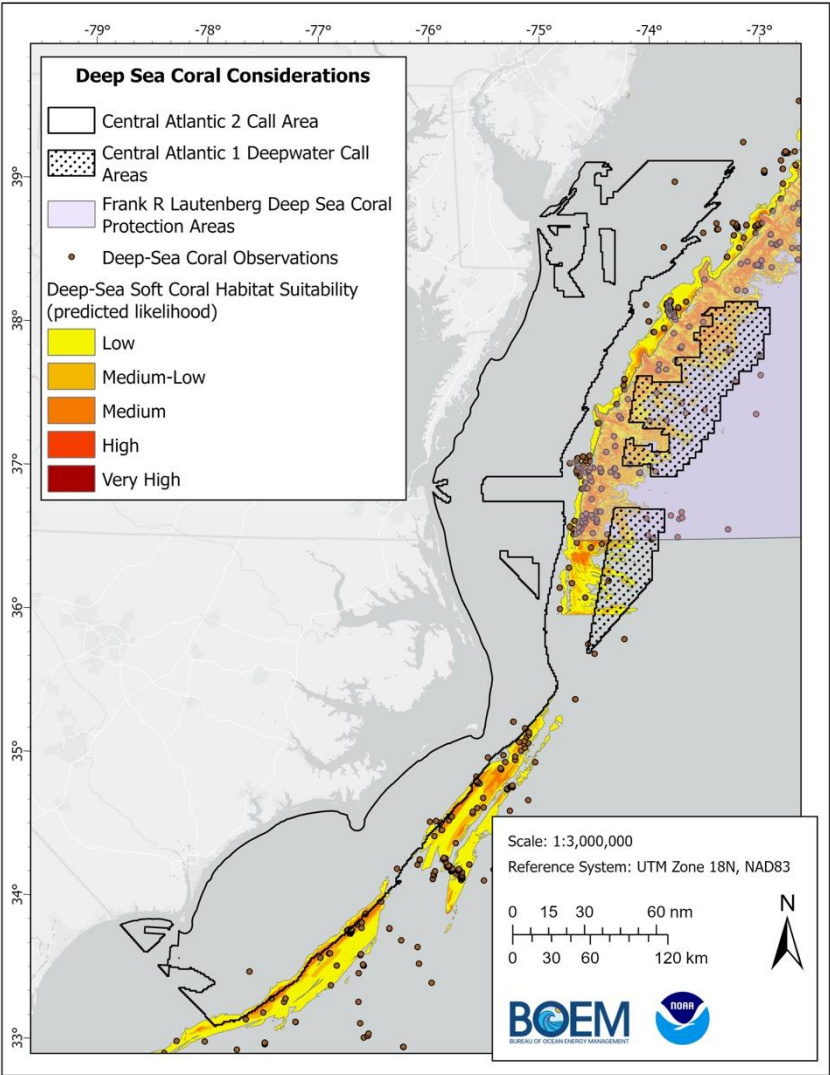 -79° -78° -77° -76° -75° -74° -73°
Deep Sea Coral Considerations
Central Atlantic 2 Call Area
Central Atlantic 1 Deepwater Call
Areas
Frank R Lautenberg Deep Sea Coral
Protection Areas
Deep-Sea Coral Observations
Deep-Sea Soft Coral Habitat Suitability
(predicted likelihood)
Low
Medium-Low
Medium
High
Very High
39°
38°
37°
36°
35°
34°
33°
Scale: 1:3,000,000
Reference System: UTM Zone 18N, NAD83
N
0 15 30 60 nm
0 30 60 120 km
BOEM
BUREAU OF OCEAN ENERGY MANAGEMENT
NOAA